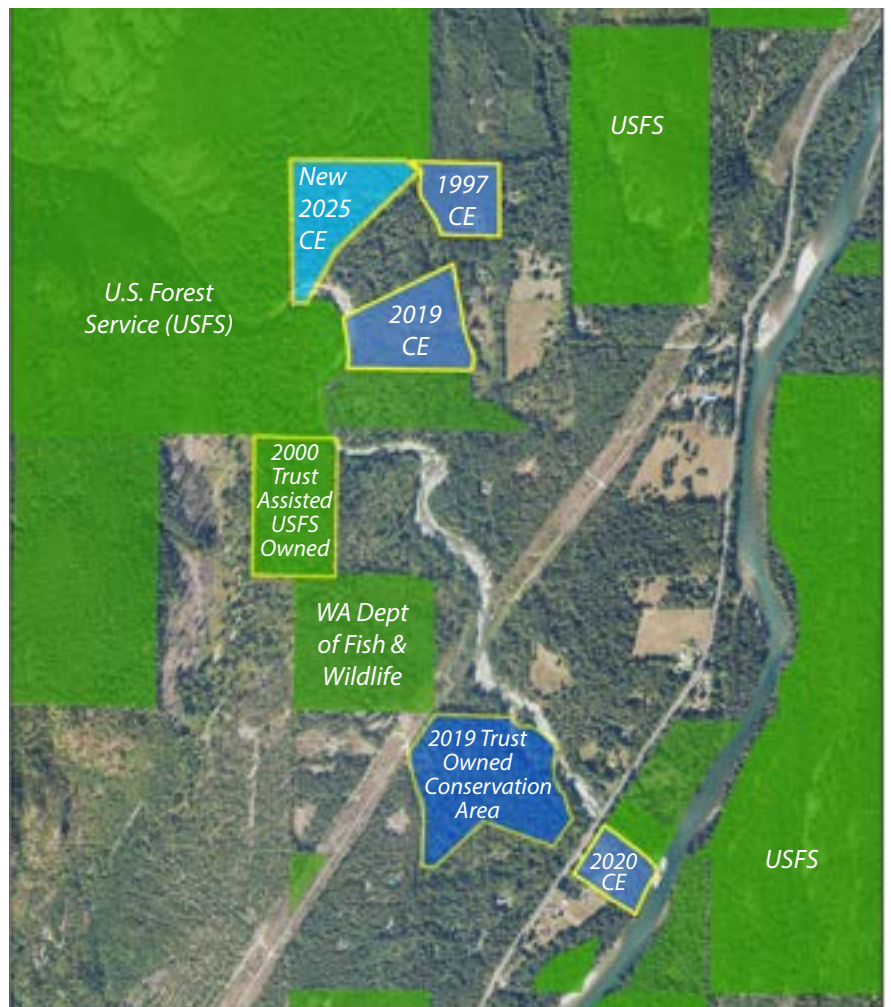 USFS
New
2025
CE
1997
CE
U.S. Forest
Service (USFS)
2019
CE
2000
Trust
Assisted
USFS
Owned
WA Dept
of Fish &
Wildlife
2019 Trust
Owned
Conservation
Area
2020
CE
USFS